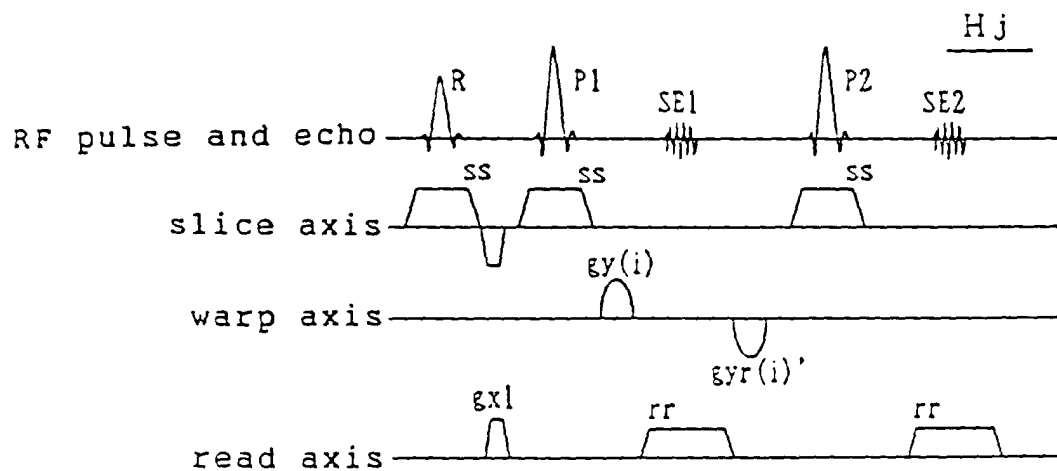 H j
R P1 SE1 P2 SE2
RF pulse and echo
ss ss ss
slice axis
gy(i)
warp axis
gyr(i)'
gx1 rr rr
read axis